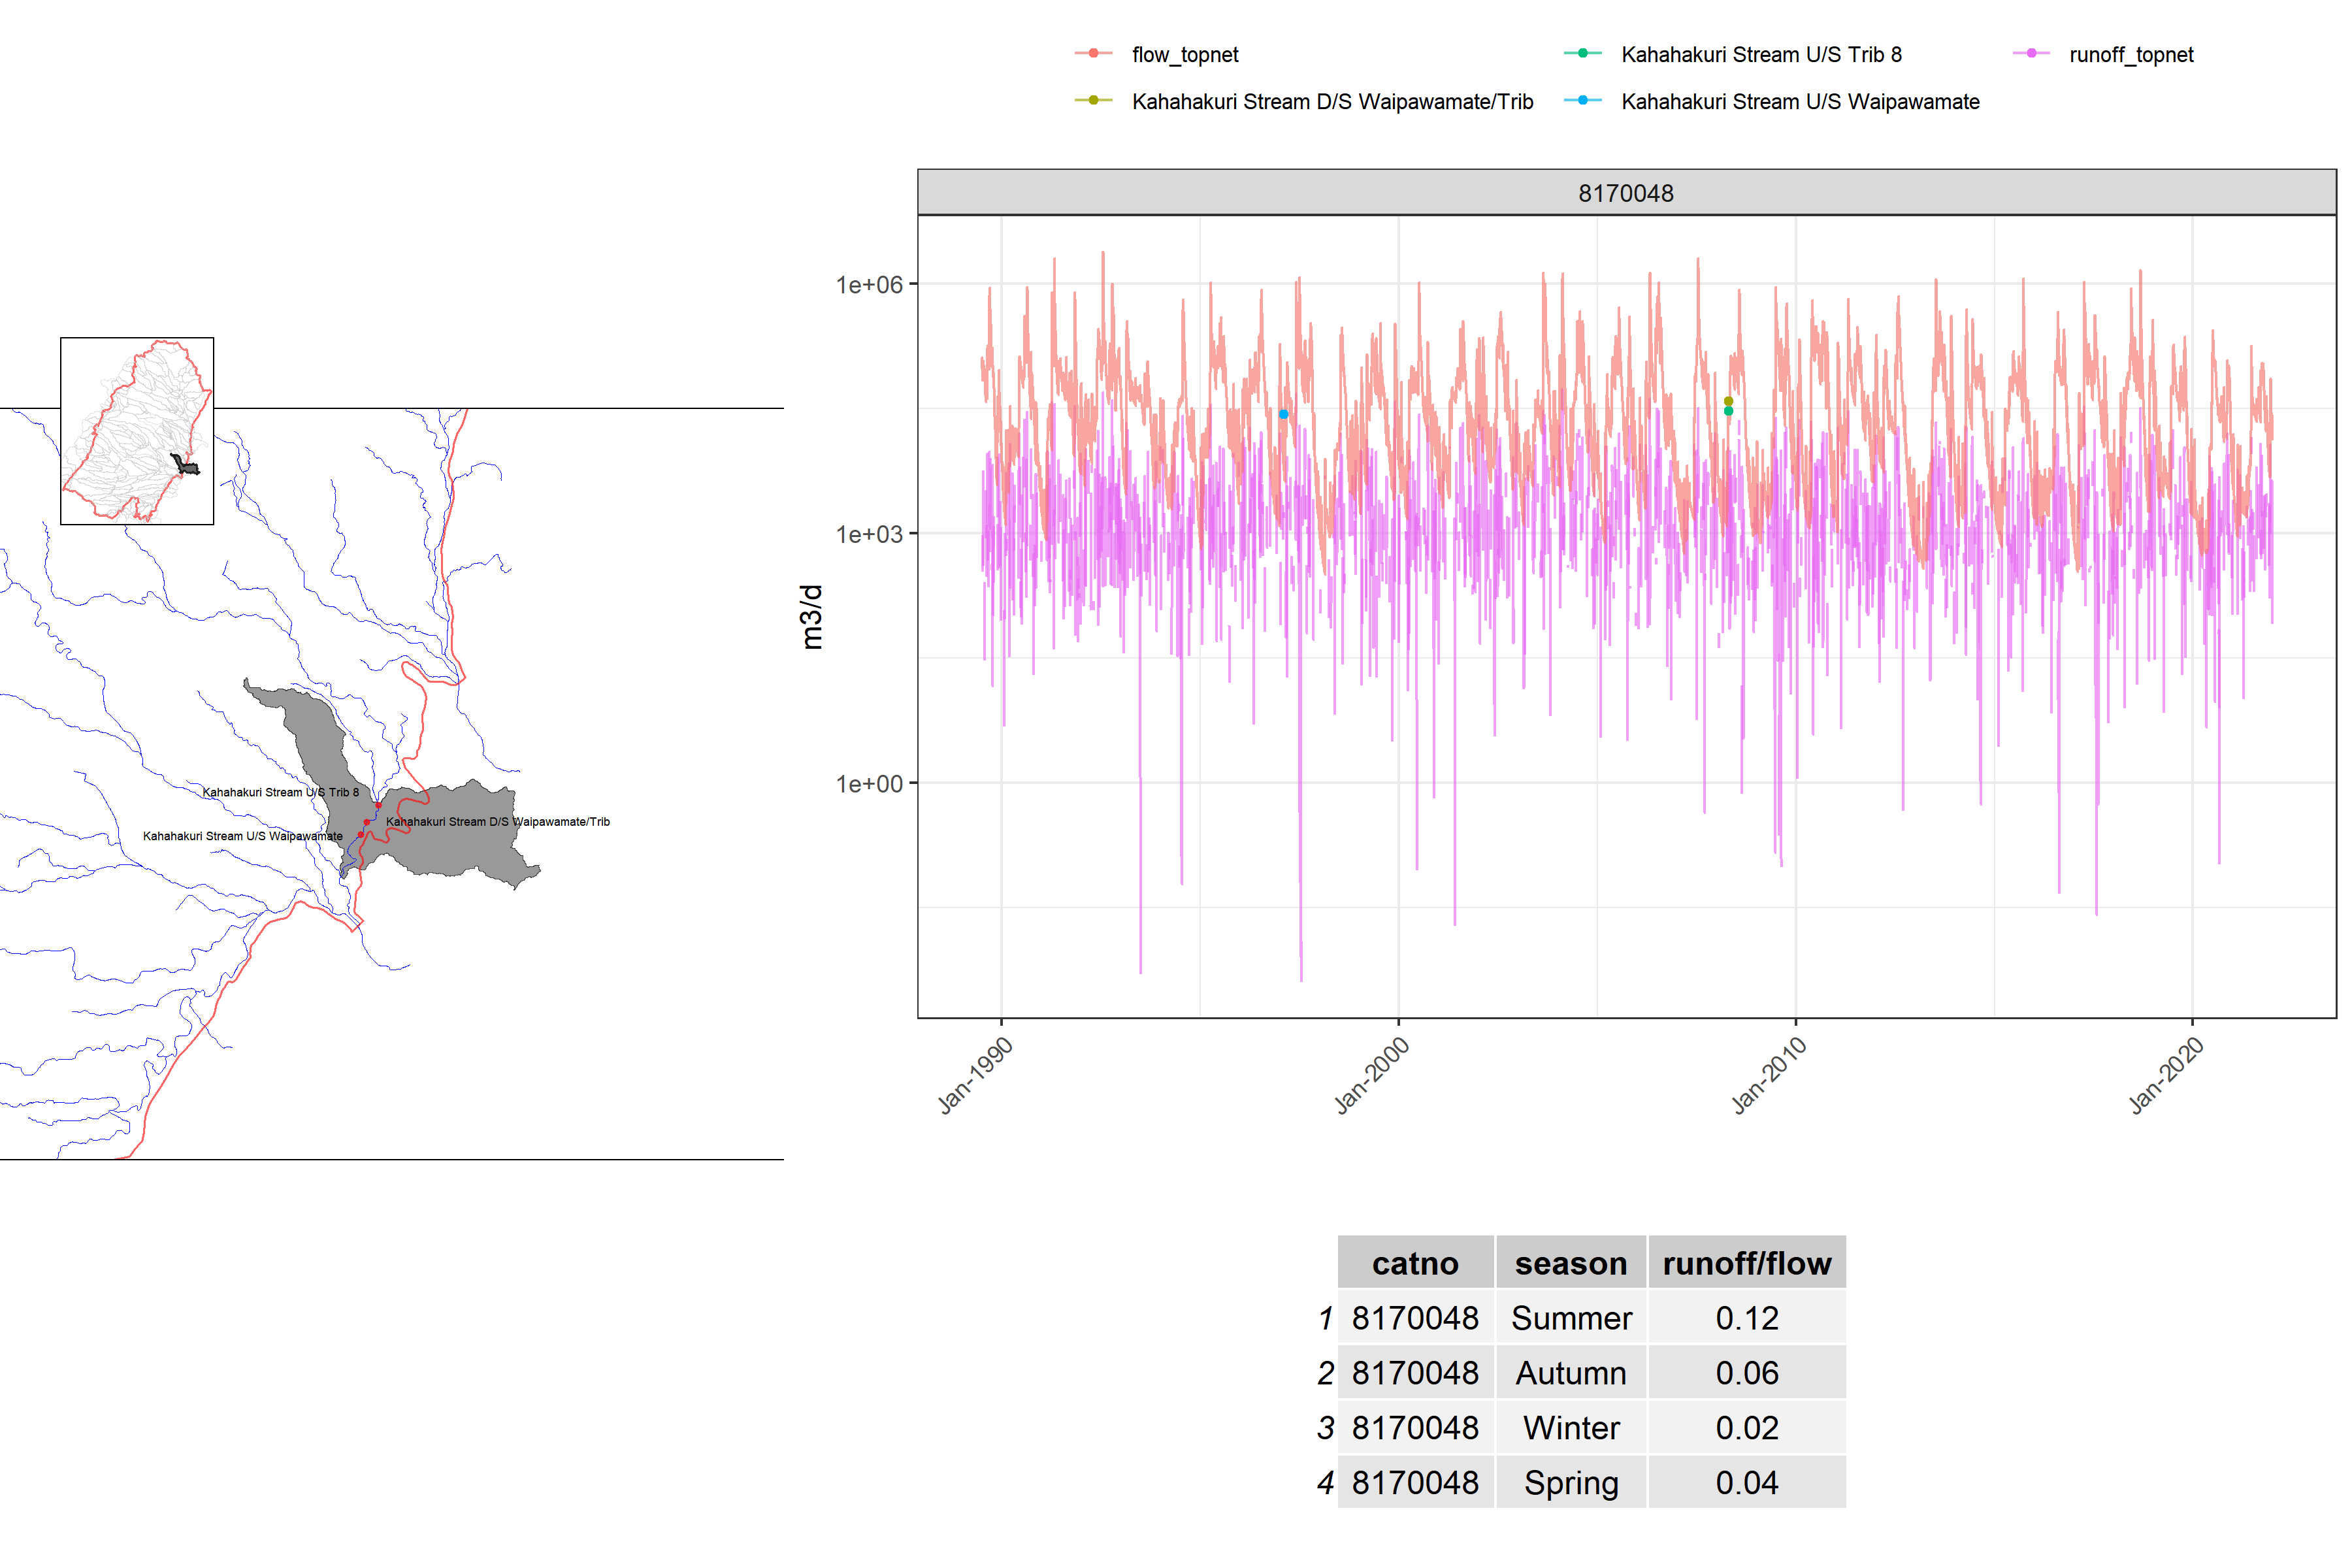 flow_topnet
Kahahakuri Stream U/S Trib 8
runoff_topnet
Kahahakuri Stream D/S Waipawamate/Trib
Kahahakuri Stream U/S Waipawamate
8170048
1e+06
1e+03
1e+00
m3/d
Jan-1990
Jan-2000
Jan-2010
Jan-2020
Kahahakuri Stream U/S Trib 8
Kahahakuri Stream D/S Waipawamate/Trib
Kahahakuri Stream U/S Waipawamate
catno season runoff/flow
1 8170048 Summer 0.12
2 8170048 Autumn 0.06
3 8170048 Winter 0.02
4 8170048 Spring 0.04